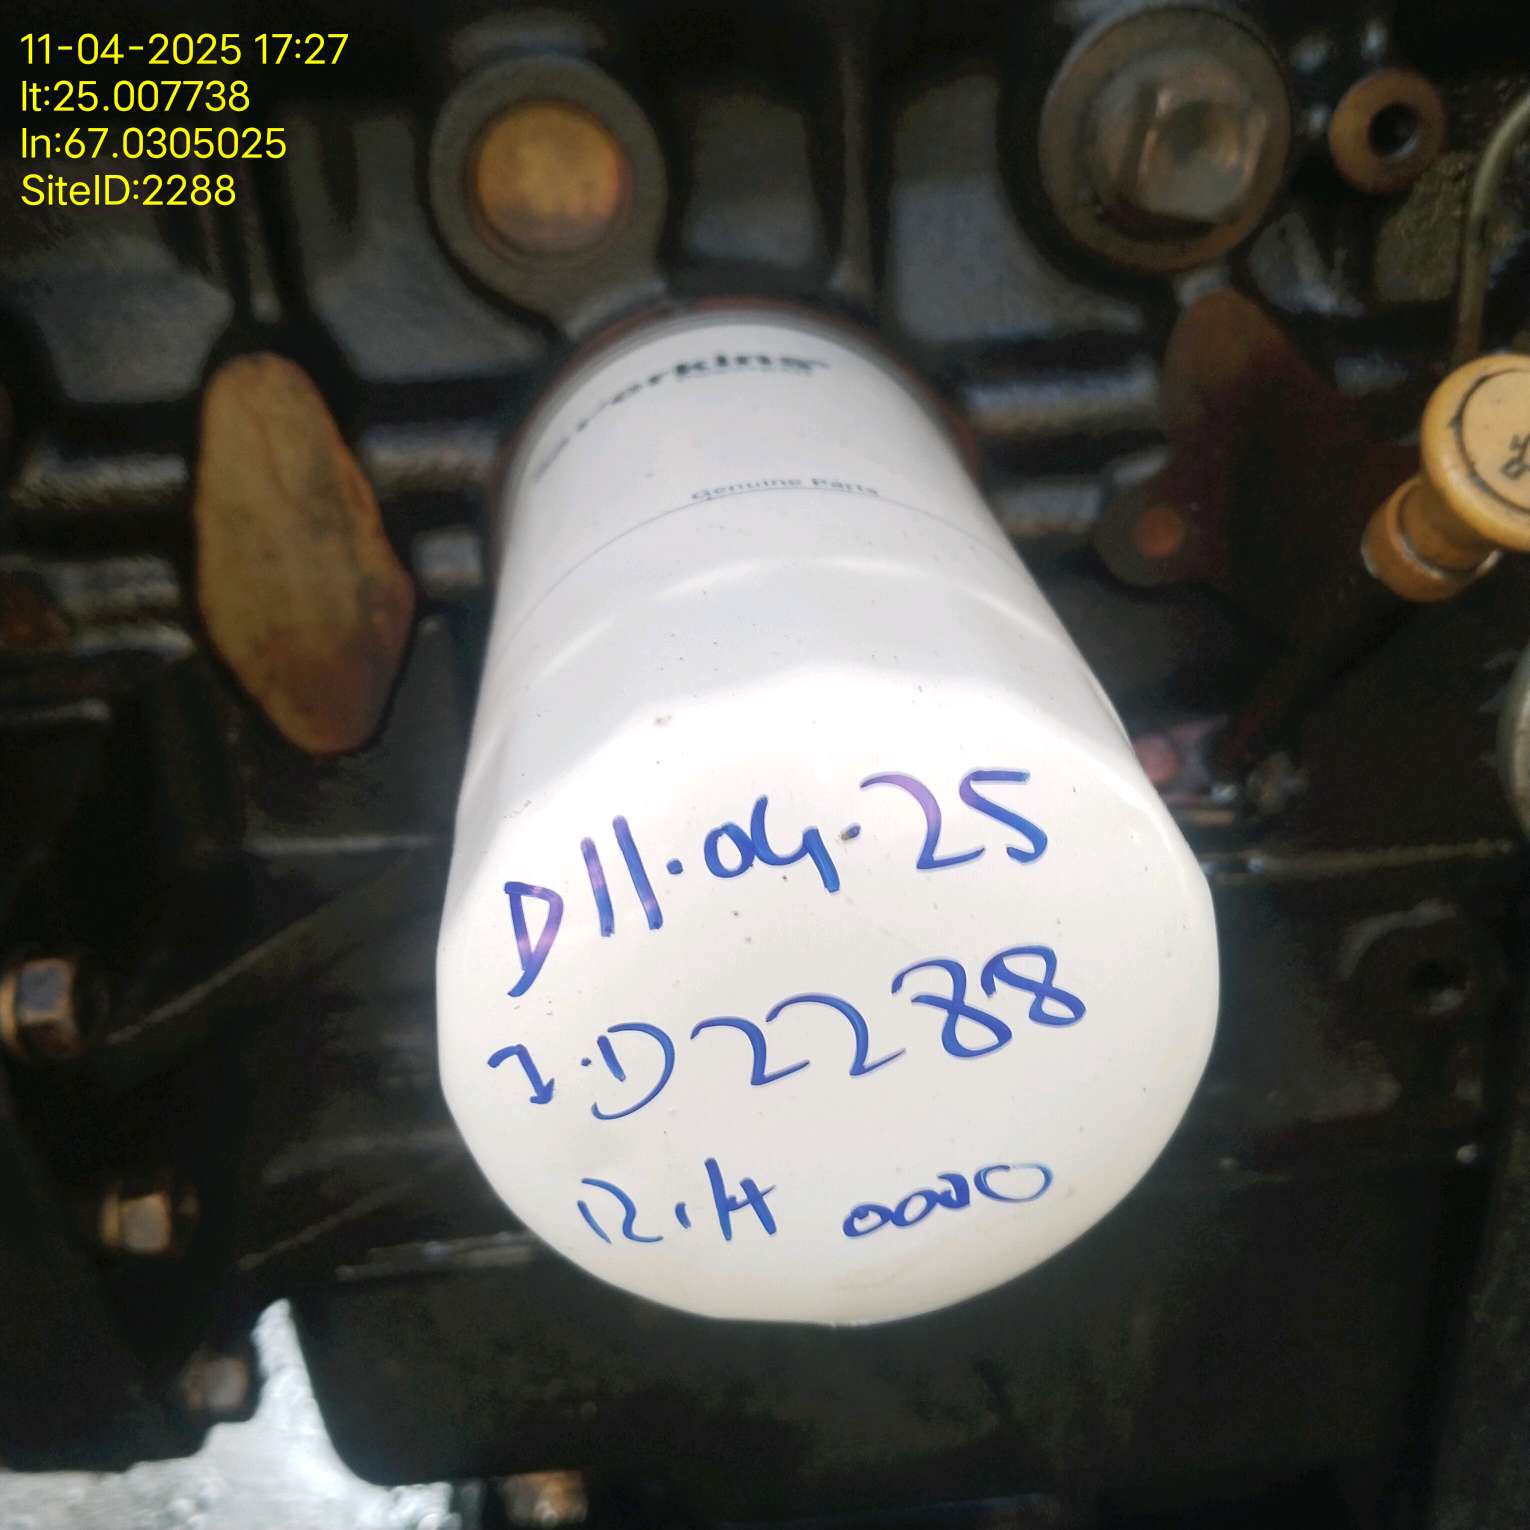 11-04-2025 17:27
lt:25.007738
ln:67.0305025
SiteID:2288
Perkins
Genuine Parts
D11.04.25
I.D2288
R.H 0000